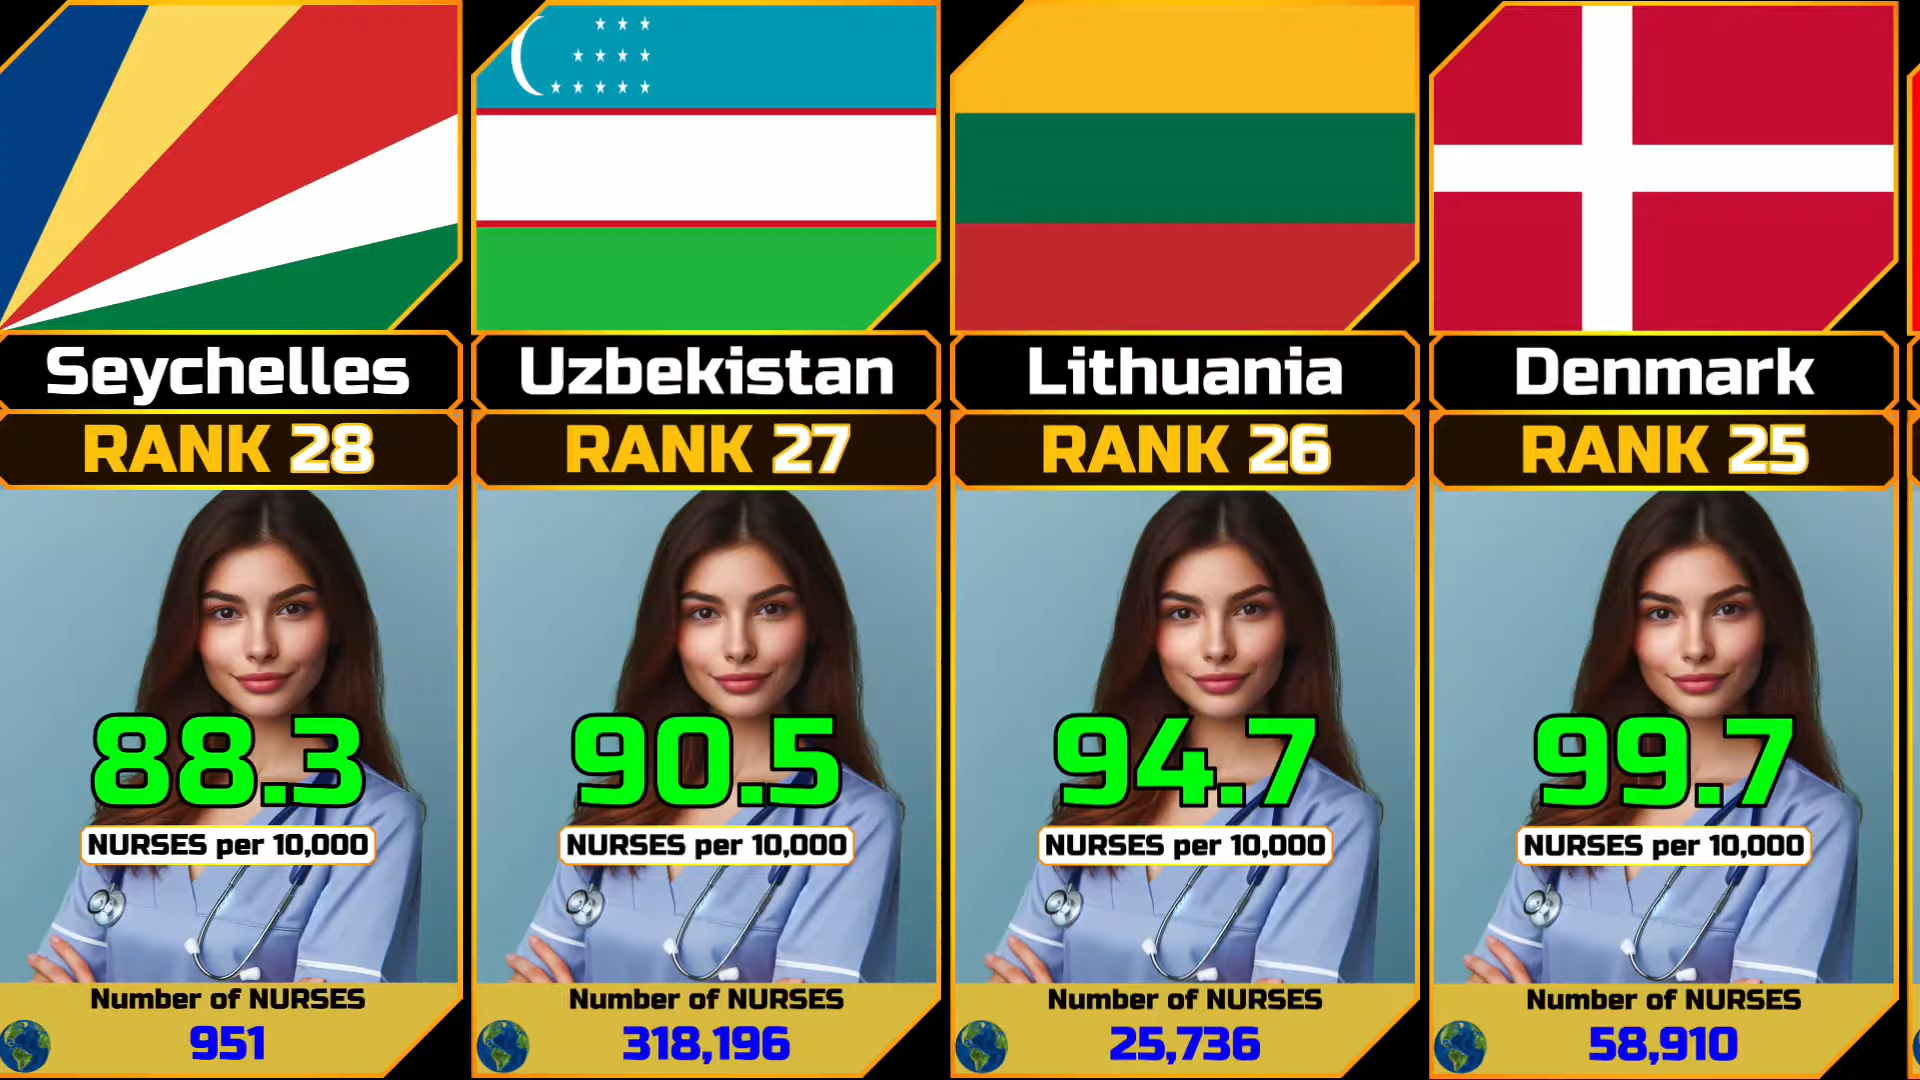 Seychelles
RANK 28
88.3
NURSES per 10,000
Number of NURSES
951
Uzbekistan
RANK 27
90.5
NURSES per 10,000
Number of NURSES
318,196
Lithuania
RANK 26
94.7
NURSES per 10,000
Number of NURSES
25,736
Denmark
RANK 25
99.7
NURSES per 10,000
Number of NURSES
58,910